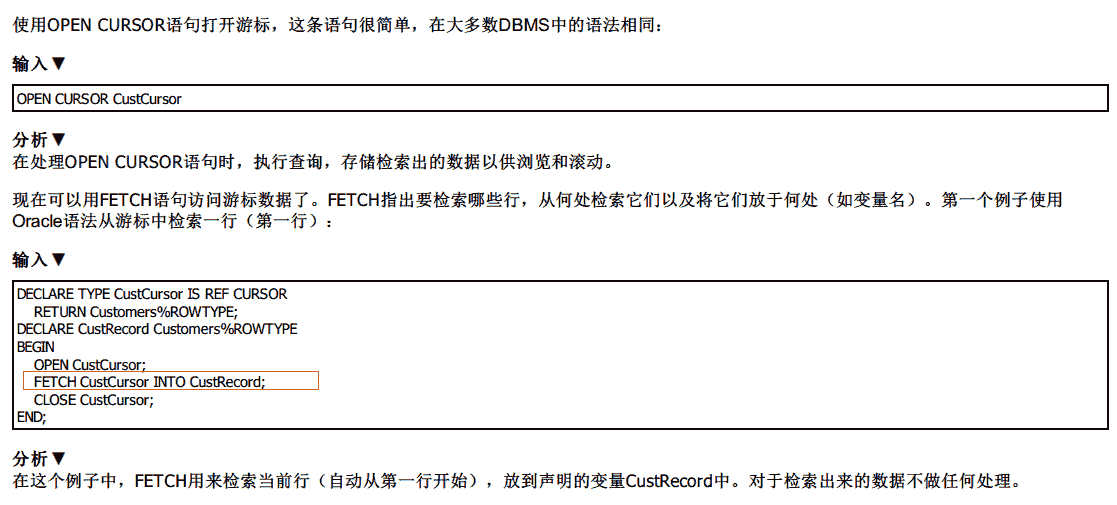 使用OPEN CURSOR语句打开游标，这条语句很简单，在大多数DBMS中的语法相同：
输入▼
OPEN CURSOR CustCursor
分析▼
在处理OPEN CURSOR语句时，执行查询，存储检索出的数据以供浏览和滚动。
现在可以用FETCH语句访问游标数据了。FETCH指出要检索哪些行，从何处检索它们以及将它们放于何处（如变量名）。第一个例子使用
Oracle语法从游标中检索一行（第一行）：
输入▼
DECLARE TYPE CustCursor IS REF CURSOR
RETURN Customers%ROWTYPE;
DECLARE CustRecord Customers%ROWTYPE
BEGIN
OPEN CustCursor;
FETCH CustCursor INTO CustRecord;
CLOSE CustCursor;
END;
分析▼
在这个例子中，FETCH用来检索当前行（自动从第一行开始），放到声明的变量CustRecord中。对于检索出来的数据不做任何处理。